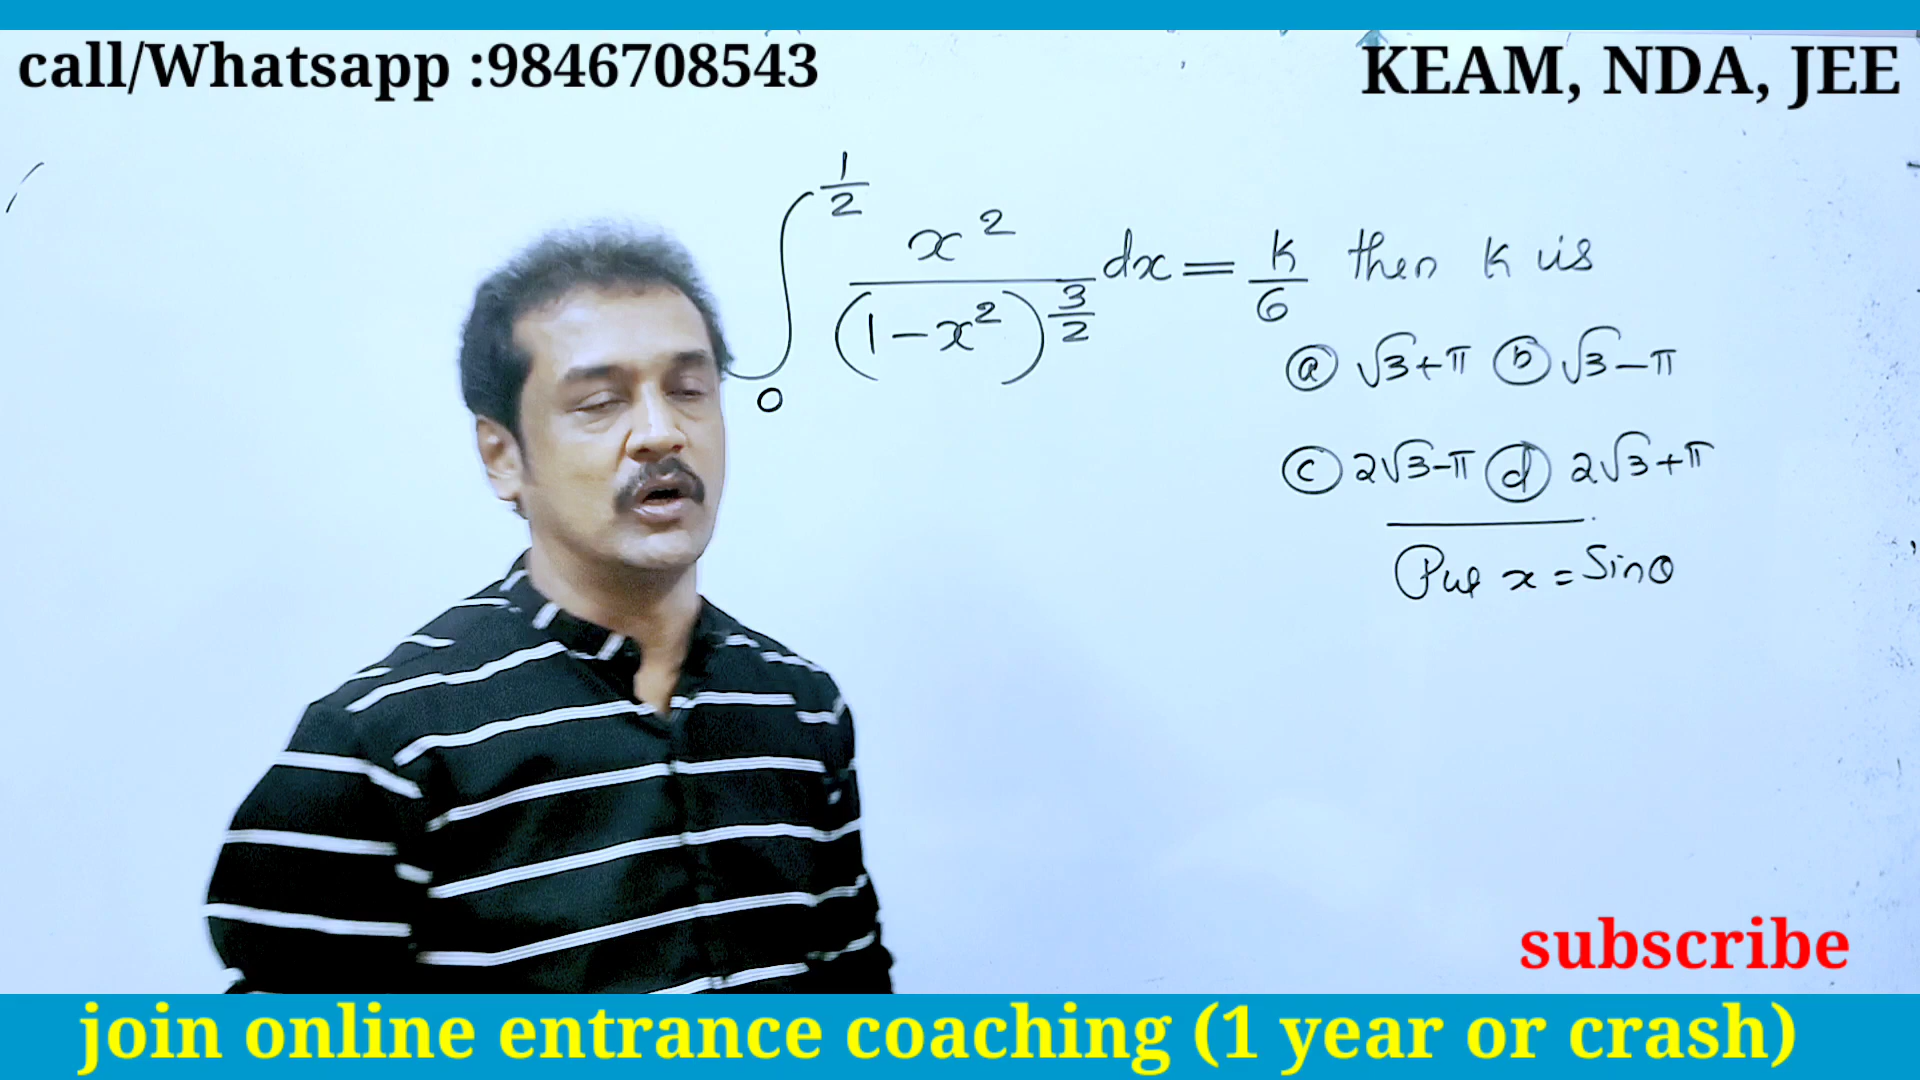 call/Whatsapp :9846708543
KEAM, NDA, JEE
∫₀^(1/2) x²/(1-x²)^(3/2) dx = k/6 then k is
(a) √3+π (b) √3-π
(c) 2√3-π (d) 2√3+π
Put x = Sinθ
subscribe
join online entrance coaching (1 year or crash)